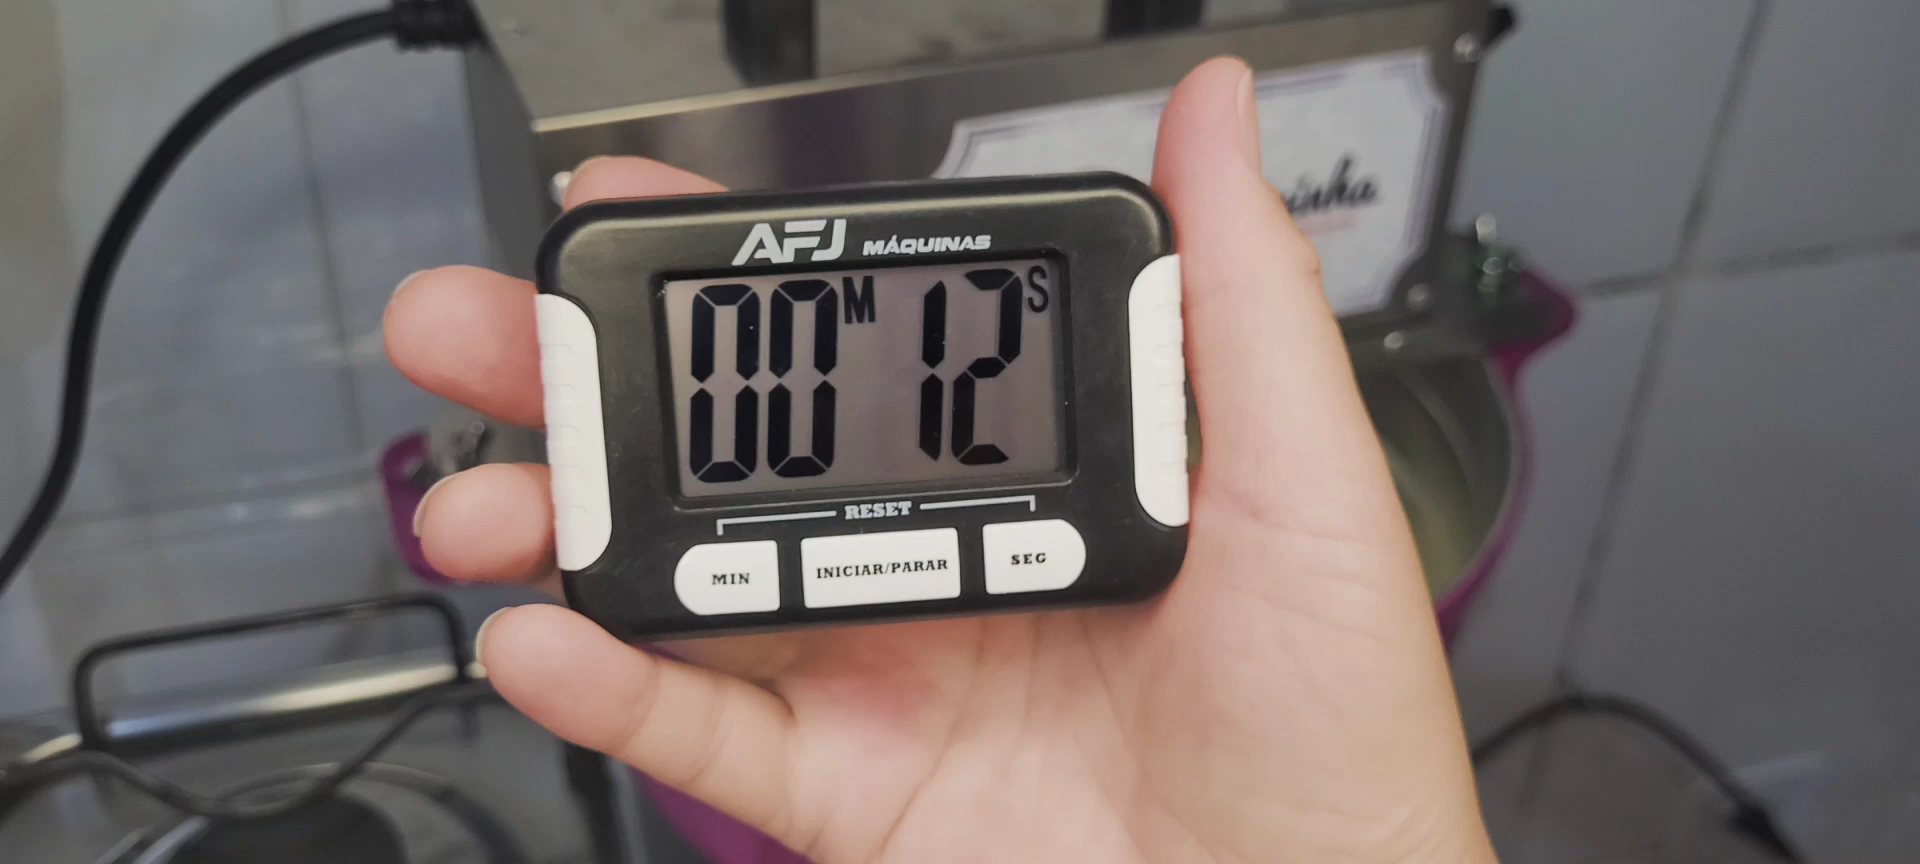 AFJ MÁQUINAS
00M 12S
RESET
MIN INICIAR/PARAR SEG